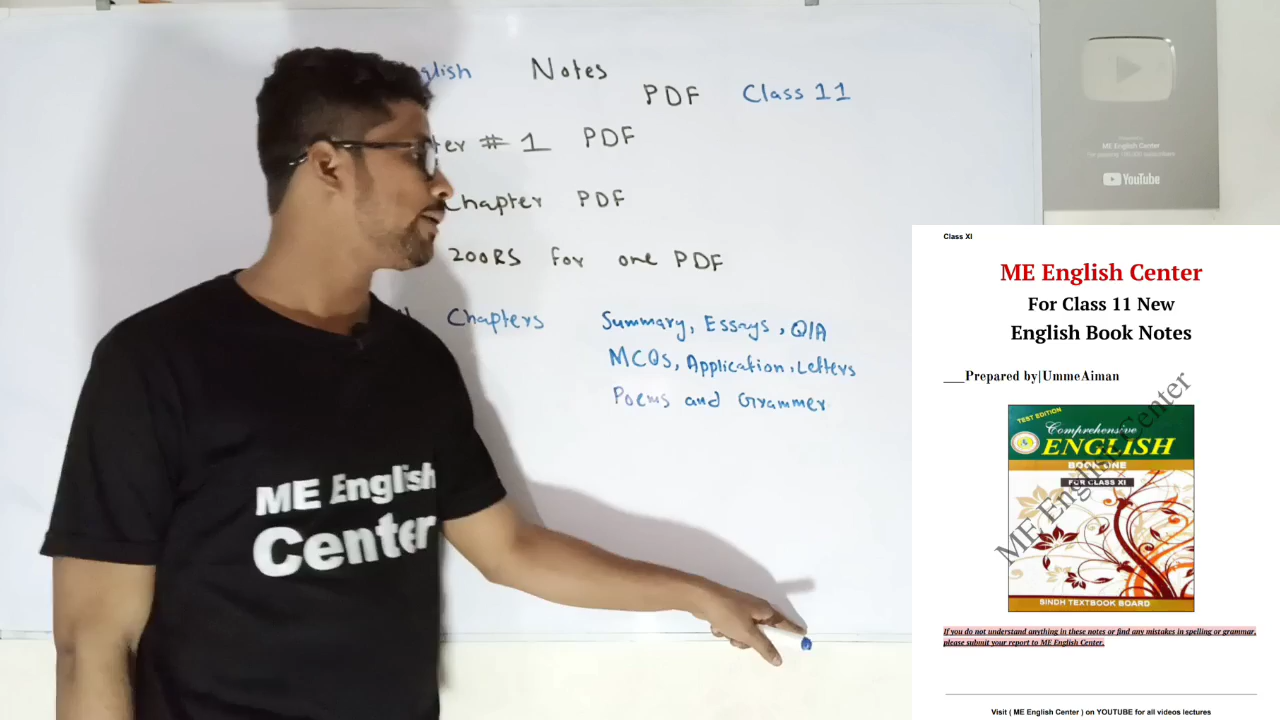 glish Notes
PDF Class 11
ter # 1 PDF
Chapter PDF
200RS for one PDF
Chapters Summary, Essays, Q/A
MCQs, Application, Letters
Poems and Grammer
ME English
Center
ME English Center
YouTube
Class XI
ME English Center
For Class 11 New
English Book Notes
___Prepared by|UmmeAiman
TEST EDITION
Comprehensive
ENGLISH
BOOK ONE
FOR CLASS XI
ME English Center
SINDH TEXTBOOK BOARD
If you do not understand anything in these notes or find any mistakes in spelling or grammar,
please submit your report to ME English Center.
Visit ( ME English Center ) on YOUTUBE for all videos lectures